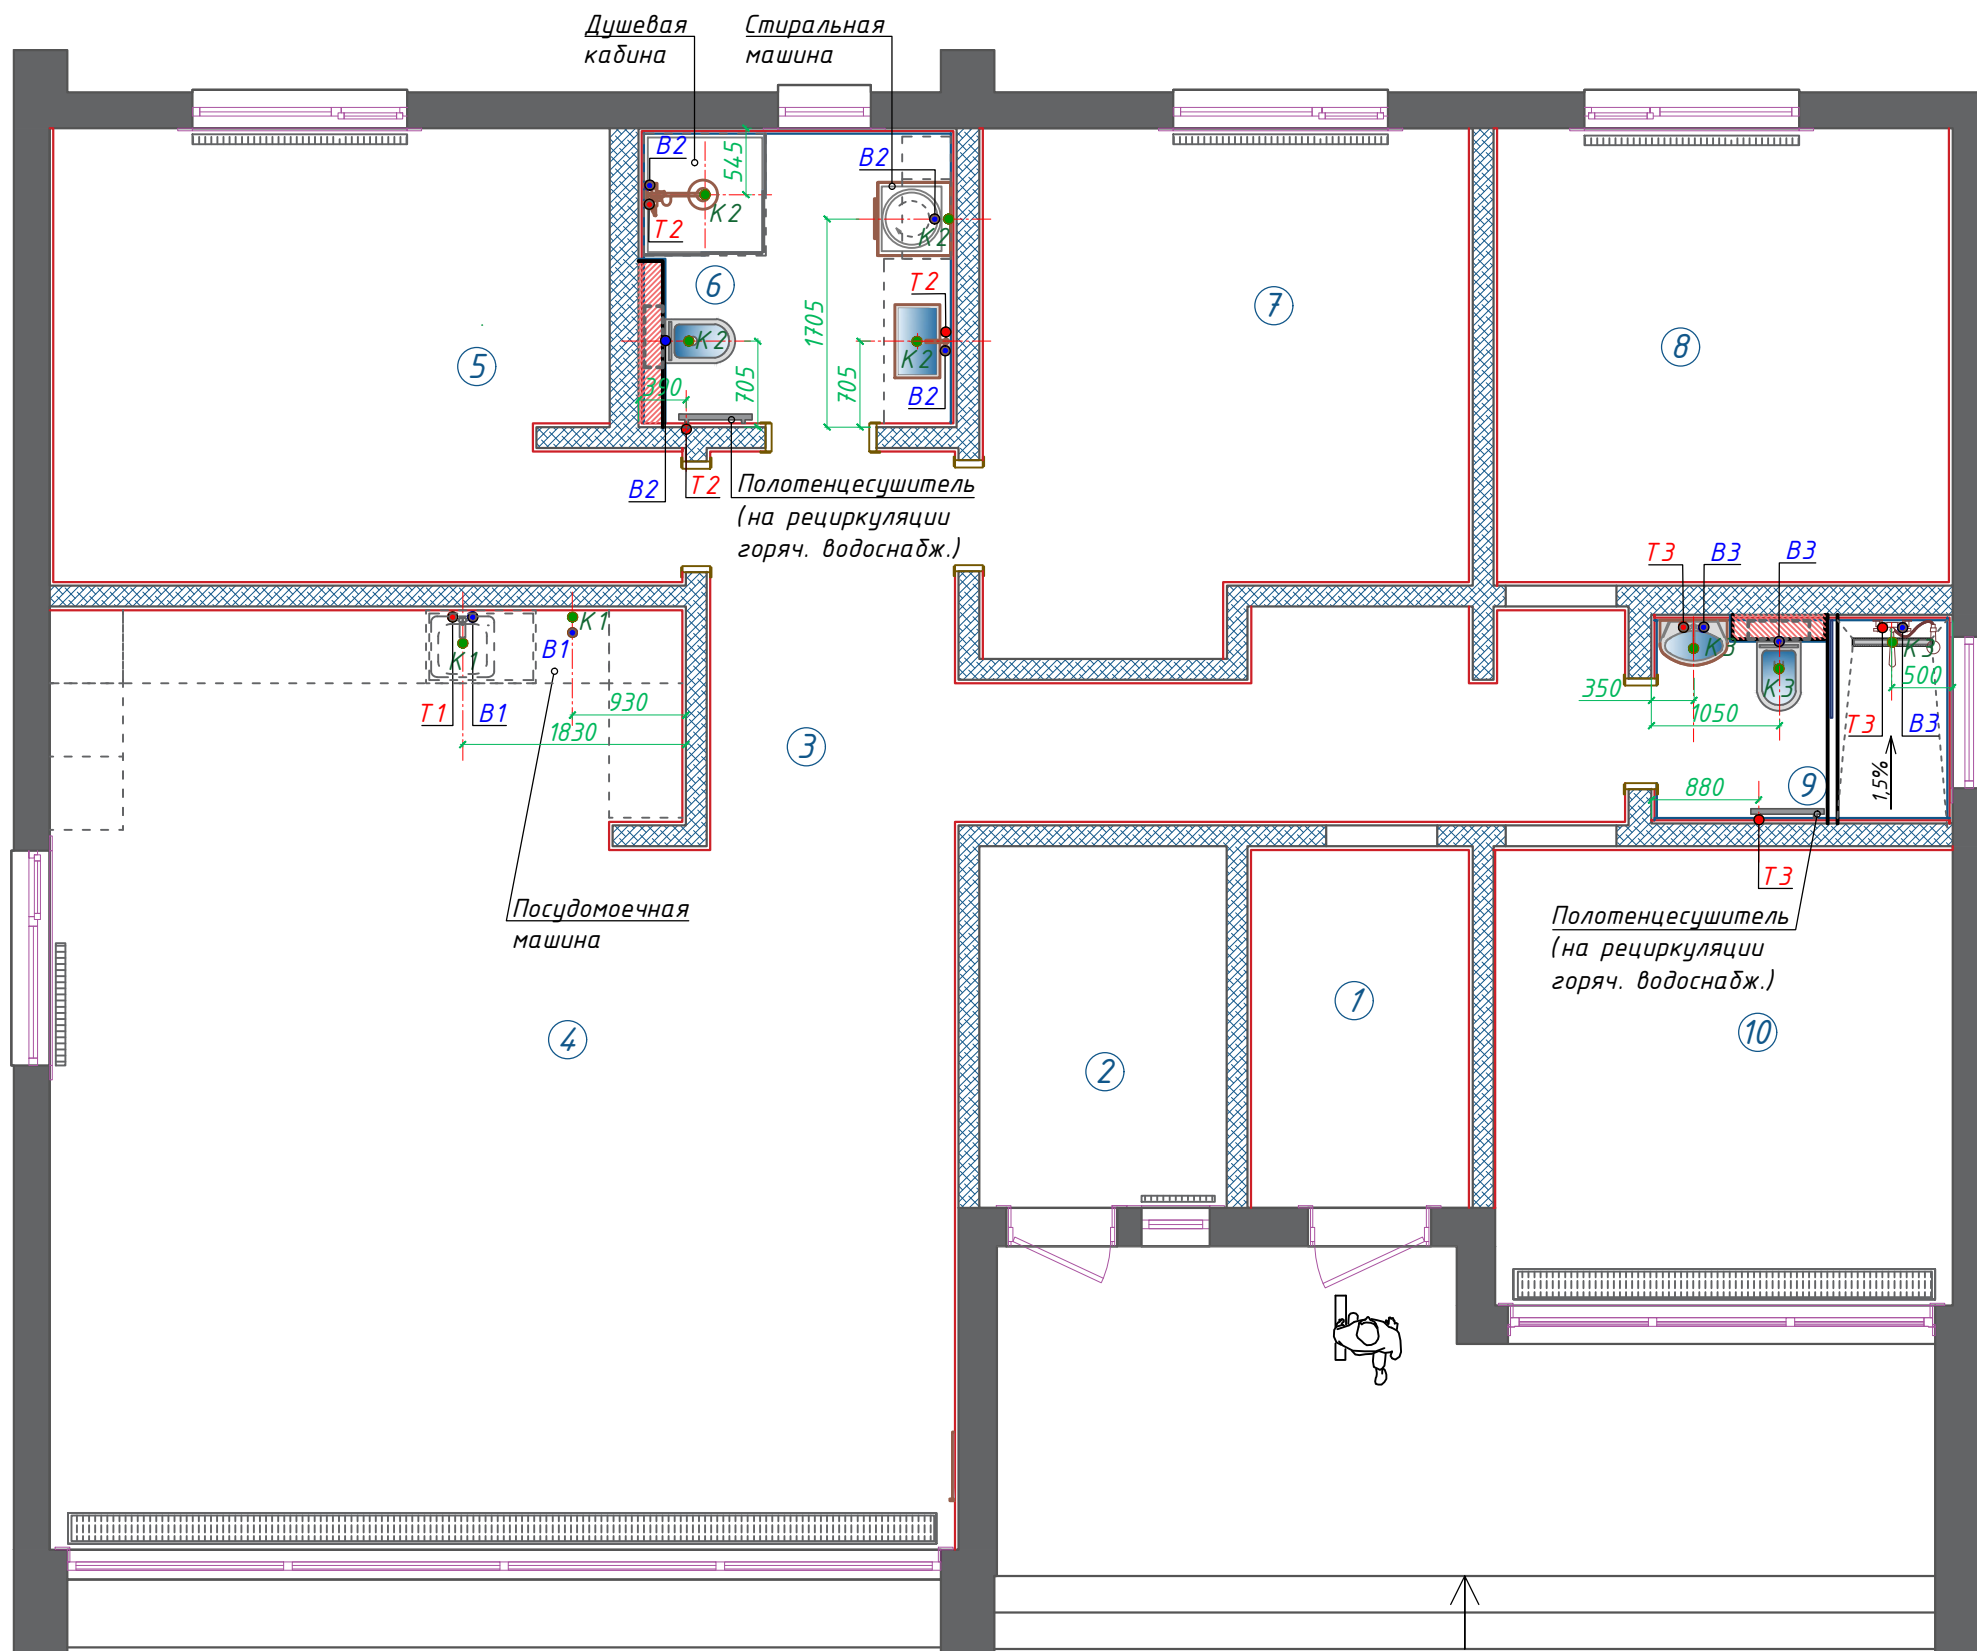 Душевая
кабина
Стиральная
машина
В2
545
В2
К2
Т2
К2
6
Т2
1705
7
5
К2
К2
8
390
705
705
В2
В2
Т2
Полотенцесушитель
(на рециркуляции
горяч. водоснабж.)
Т3
В3
В3
К1
К1
В1
К3
К3
К3
500
350
930
Т1
В1
1050
1830
Т3
В3
3
1,5%
880
9
Т3
Посудомоечная
машина
Полотенцесушитель
(на рециркуляции
горяч. водоснабж.)
1
4
10
2